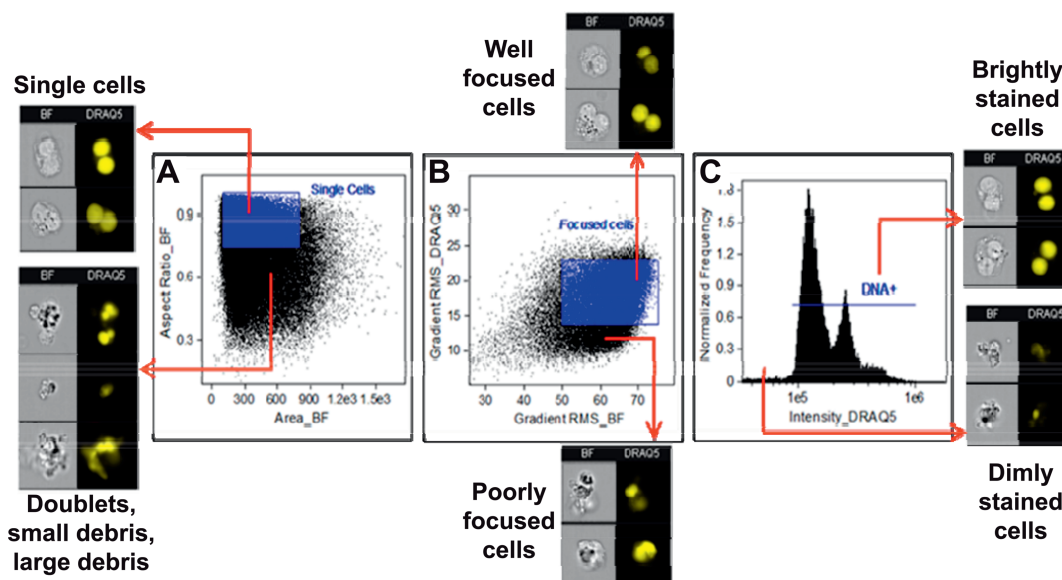 Single cells
BF DRAQ5
Doublets,
small debris,
large debris
BF DRAQ5
A
Single Cells
Aspect Ratio_BF
0.9
0.6
0.3
0 300 600 900 1.2e3 1.5e3
Area_BF
Well
focused
cells
BF DRAQ5
B
Focused cells
Gradient RMS_DRAQ5
30
25
20
15
10
30 40 50 60 70
Gradient RMS_BF
Poorly
focused
cells
BF DRAQ5
C
DNA+
Normalized Frequency
1.8
1.5
1.2
0.9
0.6
0.3
0
1e5 1e6
Intensity_DRAQ5
Brightly
stained
cells
BF DRAQ5
BF DRAQ5
Dimly
stained
cells